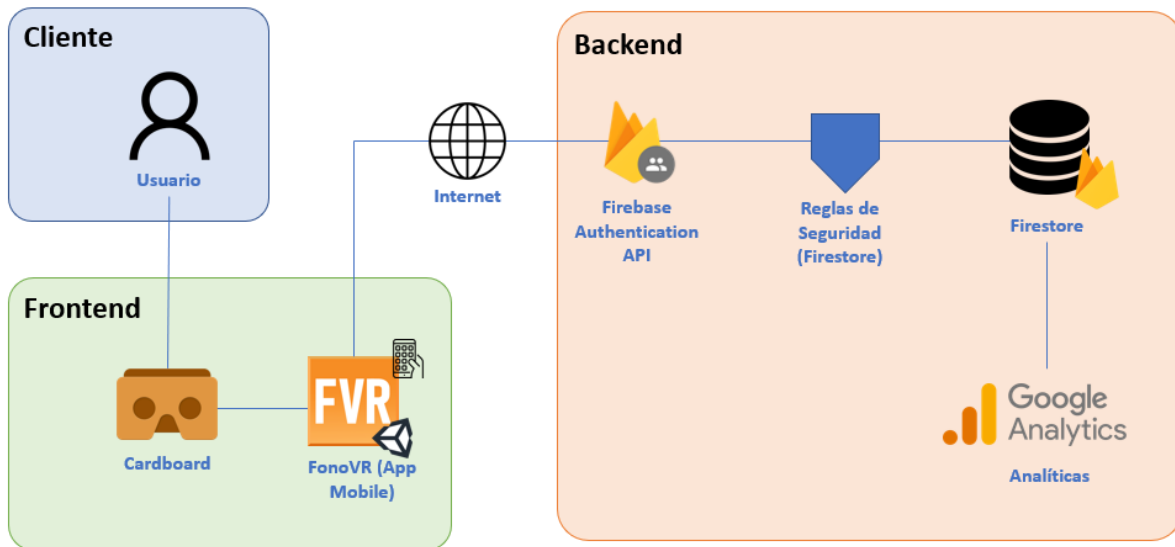 Cliente
Usuario
Internet
Backend
Firebase
Authentication
API
Reglas de
Seguridad
(Firestore)
Firestore
Frontend
Cardboard
FVR
FonoVR (App
Mobile)
Google
Analytics
Analíticas